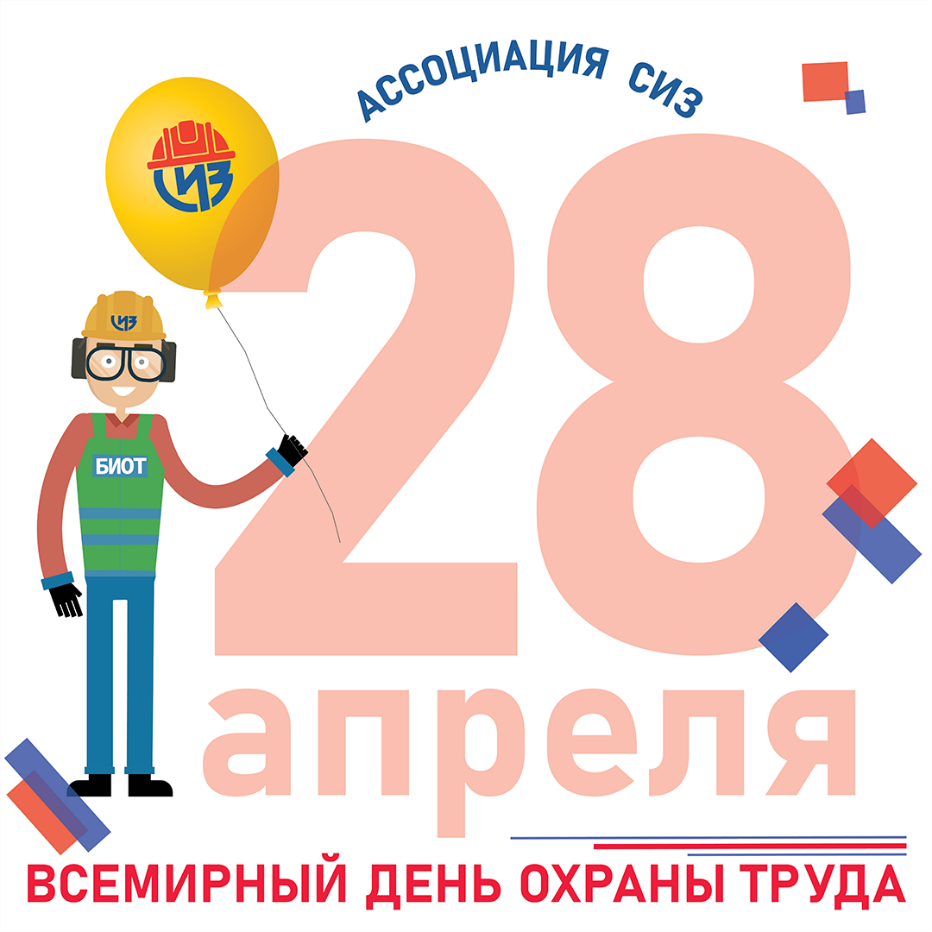 АССОЦИАЦИЯ СИЗ
СИЗ
28
СИЗ
БИОТ
апреля
ВСЕМИРНЫЙ ДЕНЬ ОХРАНЫ ТРУДА